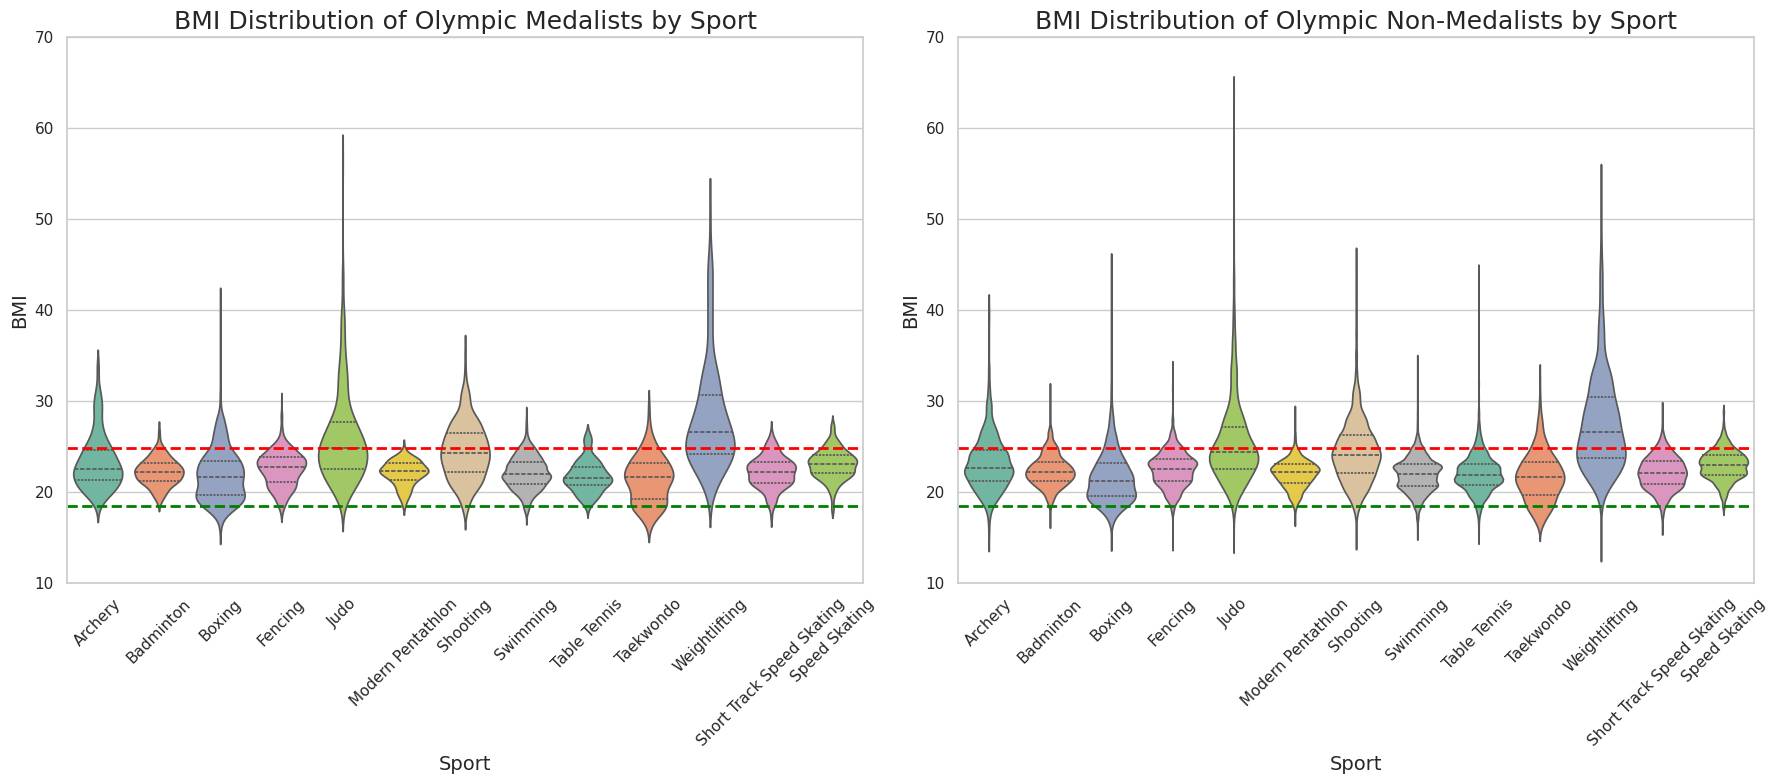 BMI Distribution of Olympic Medalists by Sport
BMI
70
60
50
40
30
20
10
Archery
Badminton
Boxing
Fencing
Judo
Modern Pentathlon
Shooting
Swimming
Table Tennis
Taekwondo
Weightlifting
Short Track Speed Skating
Speed Skating
Sport
BMI Distribution of Olympic Non-Medalists by Sport
BMI
70
60
50
40
30
20
10
Archery
Badminton
Boxing
Fencing
Judo
Modern Pentathlon
Shooting
Swimming
Table Tennis
Taekwondo
Weightlifting
Short Track Speed Skating
Speed Skating
Sport